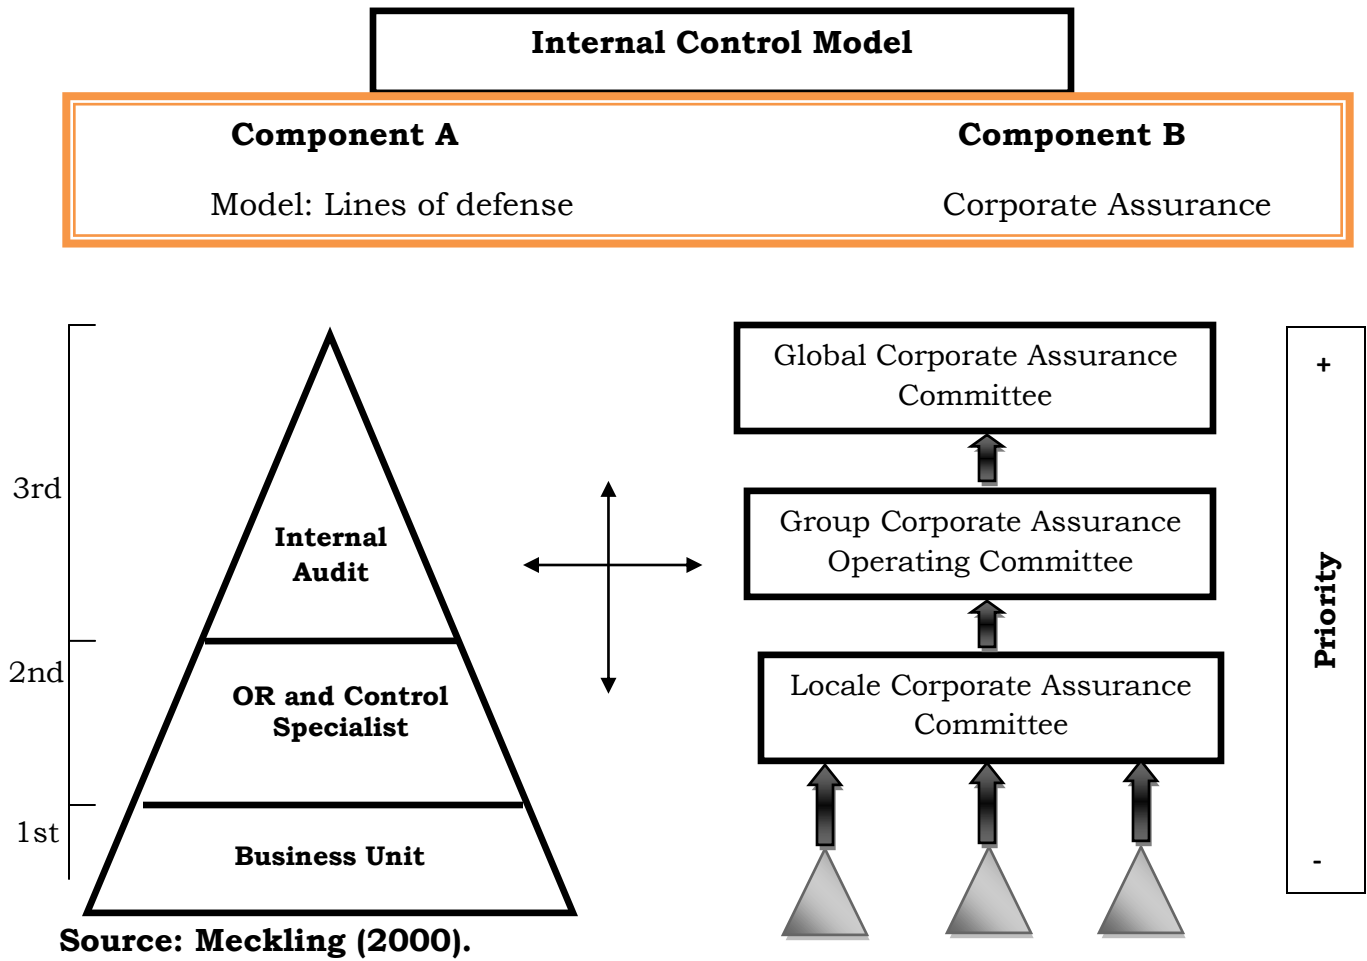 Internal Control Model
Component A
Component B
Model: Lines of defense
Corporate Assurance
3rd
2nd
1st
Internal
Audit
OR and Control
Specialist
Business Unit
Global Corporate Assurance
Committee
Group Corporate Assurance
Operating Committee
Locale Corporate Assurance
Committee
+
Priority
-
Source: Meckling (2000).